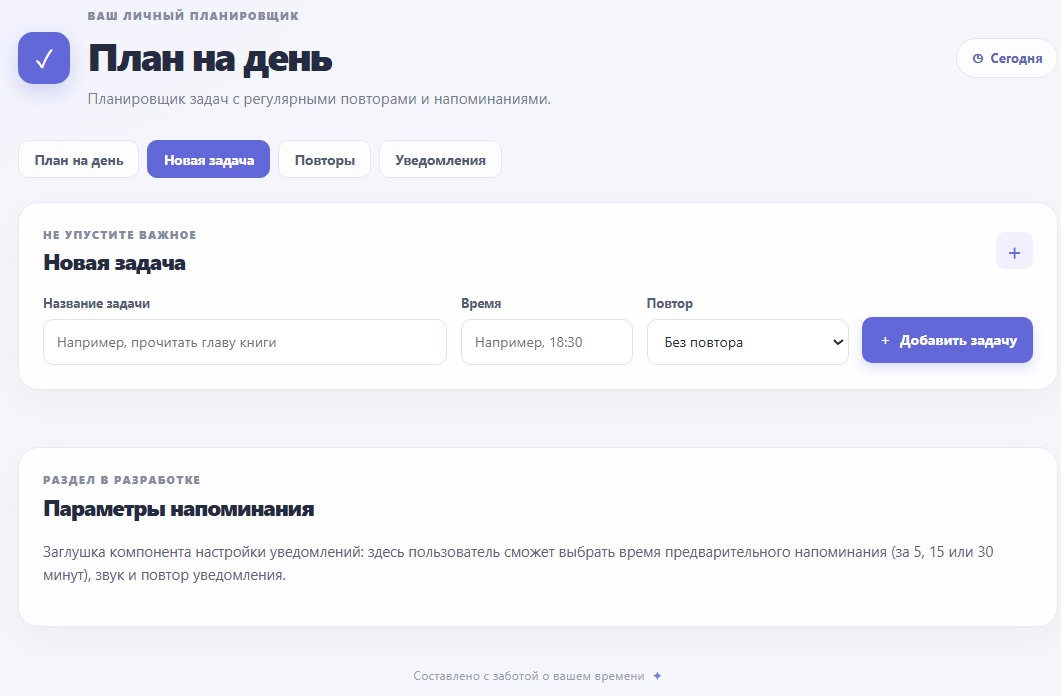 ВАШ ЛИЧНЫЙ ПЛАНИРОВЩИК
План на день
Сегодня
Планировщик задач с регулярными повторами и напоминаниями.
План на день
Новая задача
Повторы
Уведомления
НЕ УПУСТИТЕ ВАЖНОЕ
Новая задача
+
Название задачи
Время
Повтор
Например, прочитать главу книги
Например, 18:30
Без повтора
+ Добавить задачу
РАЗДЕЛ В РАЗРАБОТКЕ
Параметры напоминания
Заглушка компонента настройки уведомлений: здесь пользователь сможет выбрать время предварительного напоминания (за 5, 15 или 30
минут), звук и повтор уведомления.
Составлено с заботой о вашем времени ✦